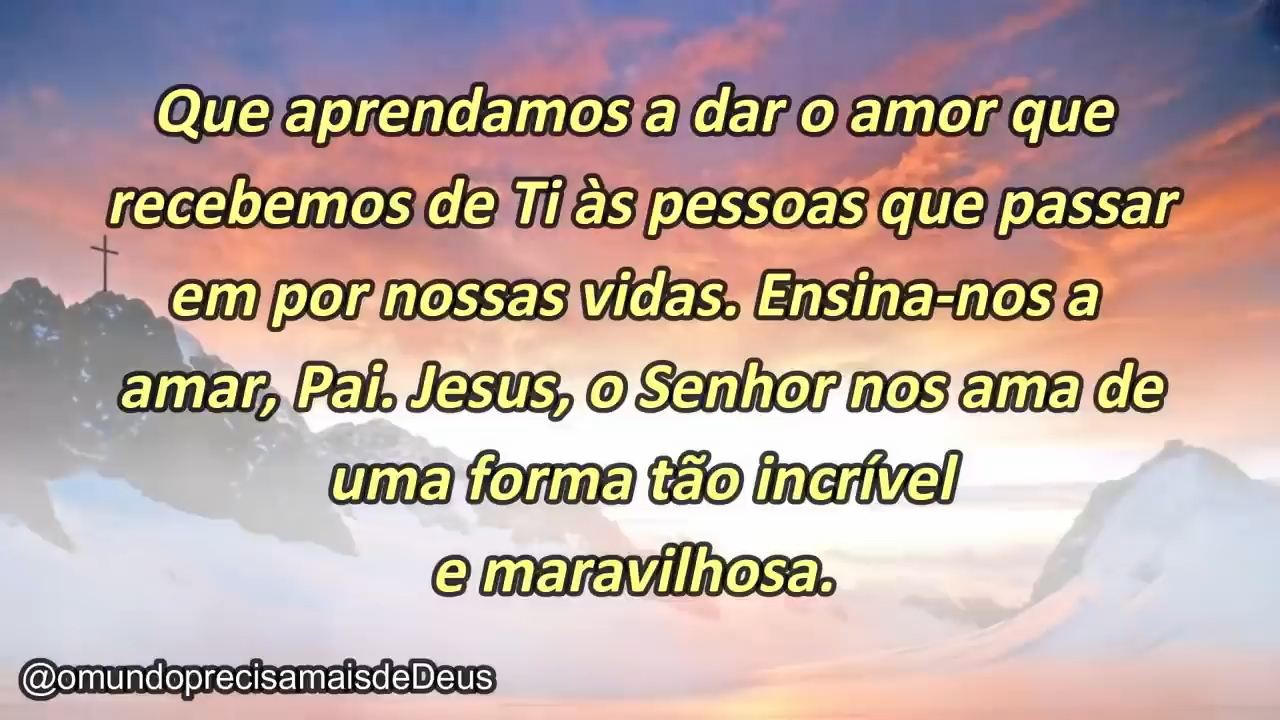 Que aprendamos a dar o amor que
recebemos de Ti às pessoas que passar
em por nossas vidas. Ensina-nos a
amar, Pai. Jesus, o Senhor nos ama de
uma forma tão incrível
e maravilhosa.
@omundoprecisamaisdeDeus